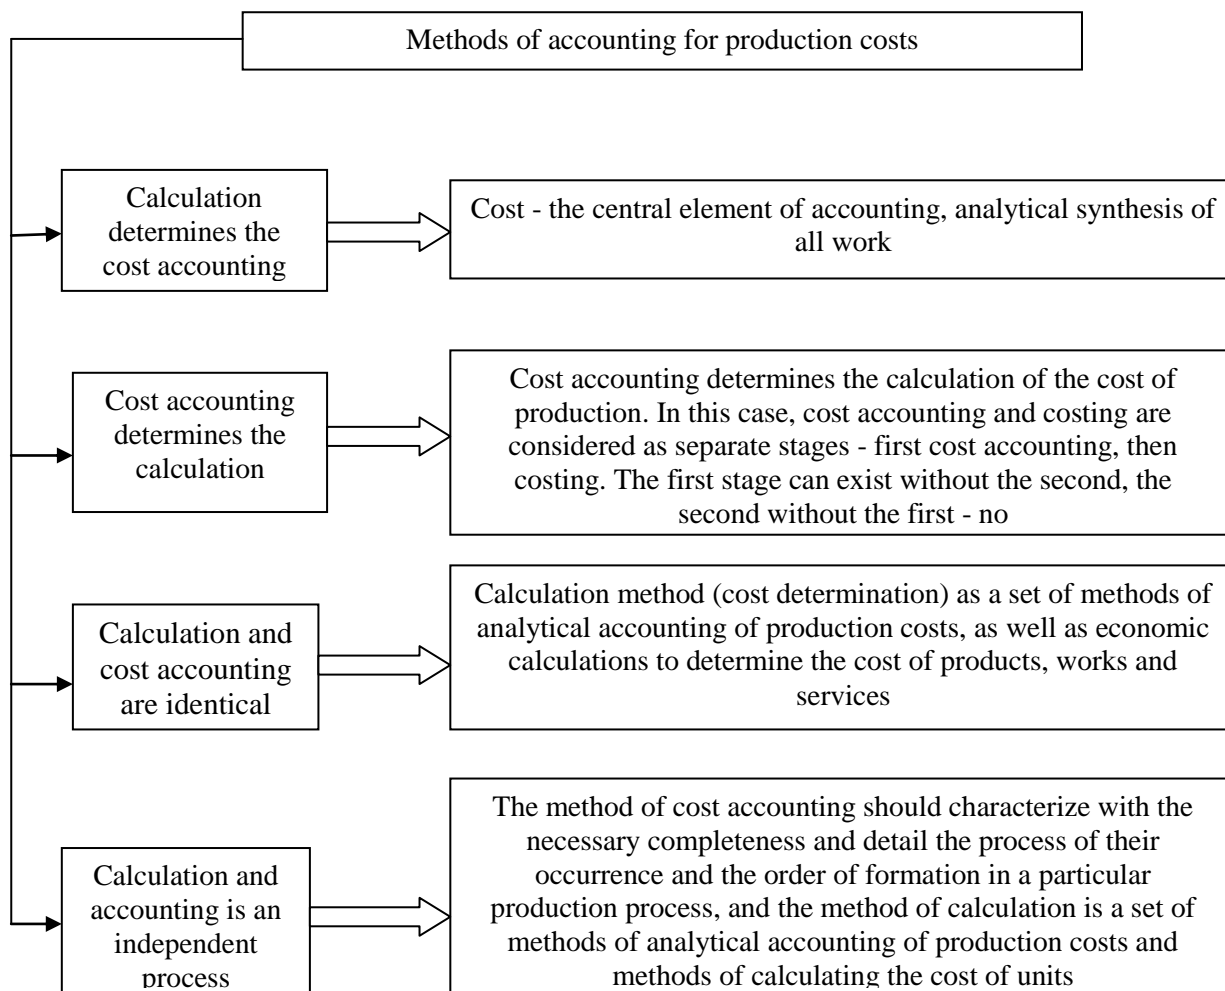 Methods of accounting for production costs
Calculation
determines the
cost accounting
Cost - the central element of accounting, analytical synthesis of
all work
Cost accounting
determines the
calculation
Cost accounting determines the calculation of the cost of
production. In this case, cost accounting and costing are
considered as separate stages - first cost accounting, then
costing. The first stage can exist without the second, the
second without the first - no
Calculation and
cost accounting
are identical
Calculation method (cost determination) as a set of methods of
analytical accounting of production costs, as well as economic
calculations to determine the cost of products, works and
services
Calculation and
accounting is an
independent
process
The method of cost accounting should characterize with the
necessary completeness and detail the process of their
occurrence and the order of formation in a particular
production process, and the method of calculation is a set of
methods of analytical accounting of production costs and
methods of calculating the cost of units